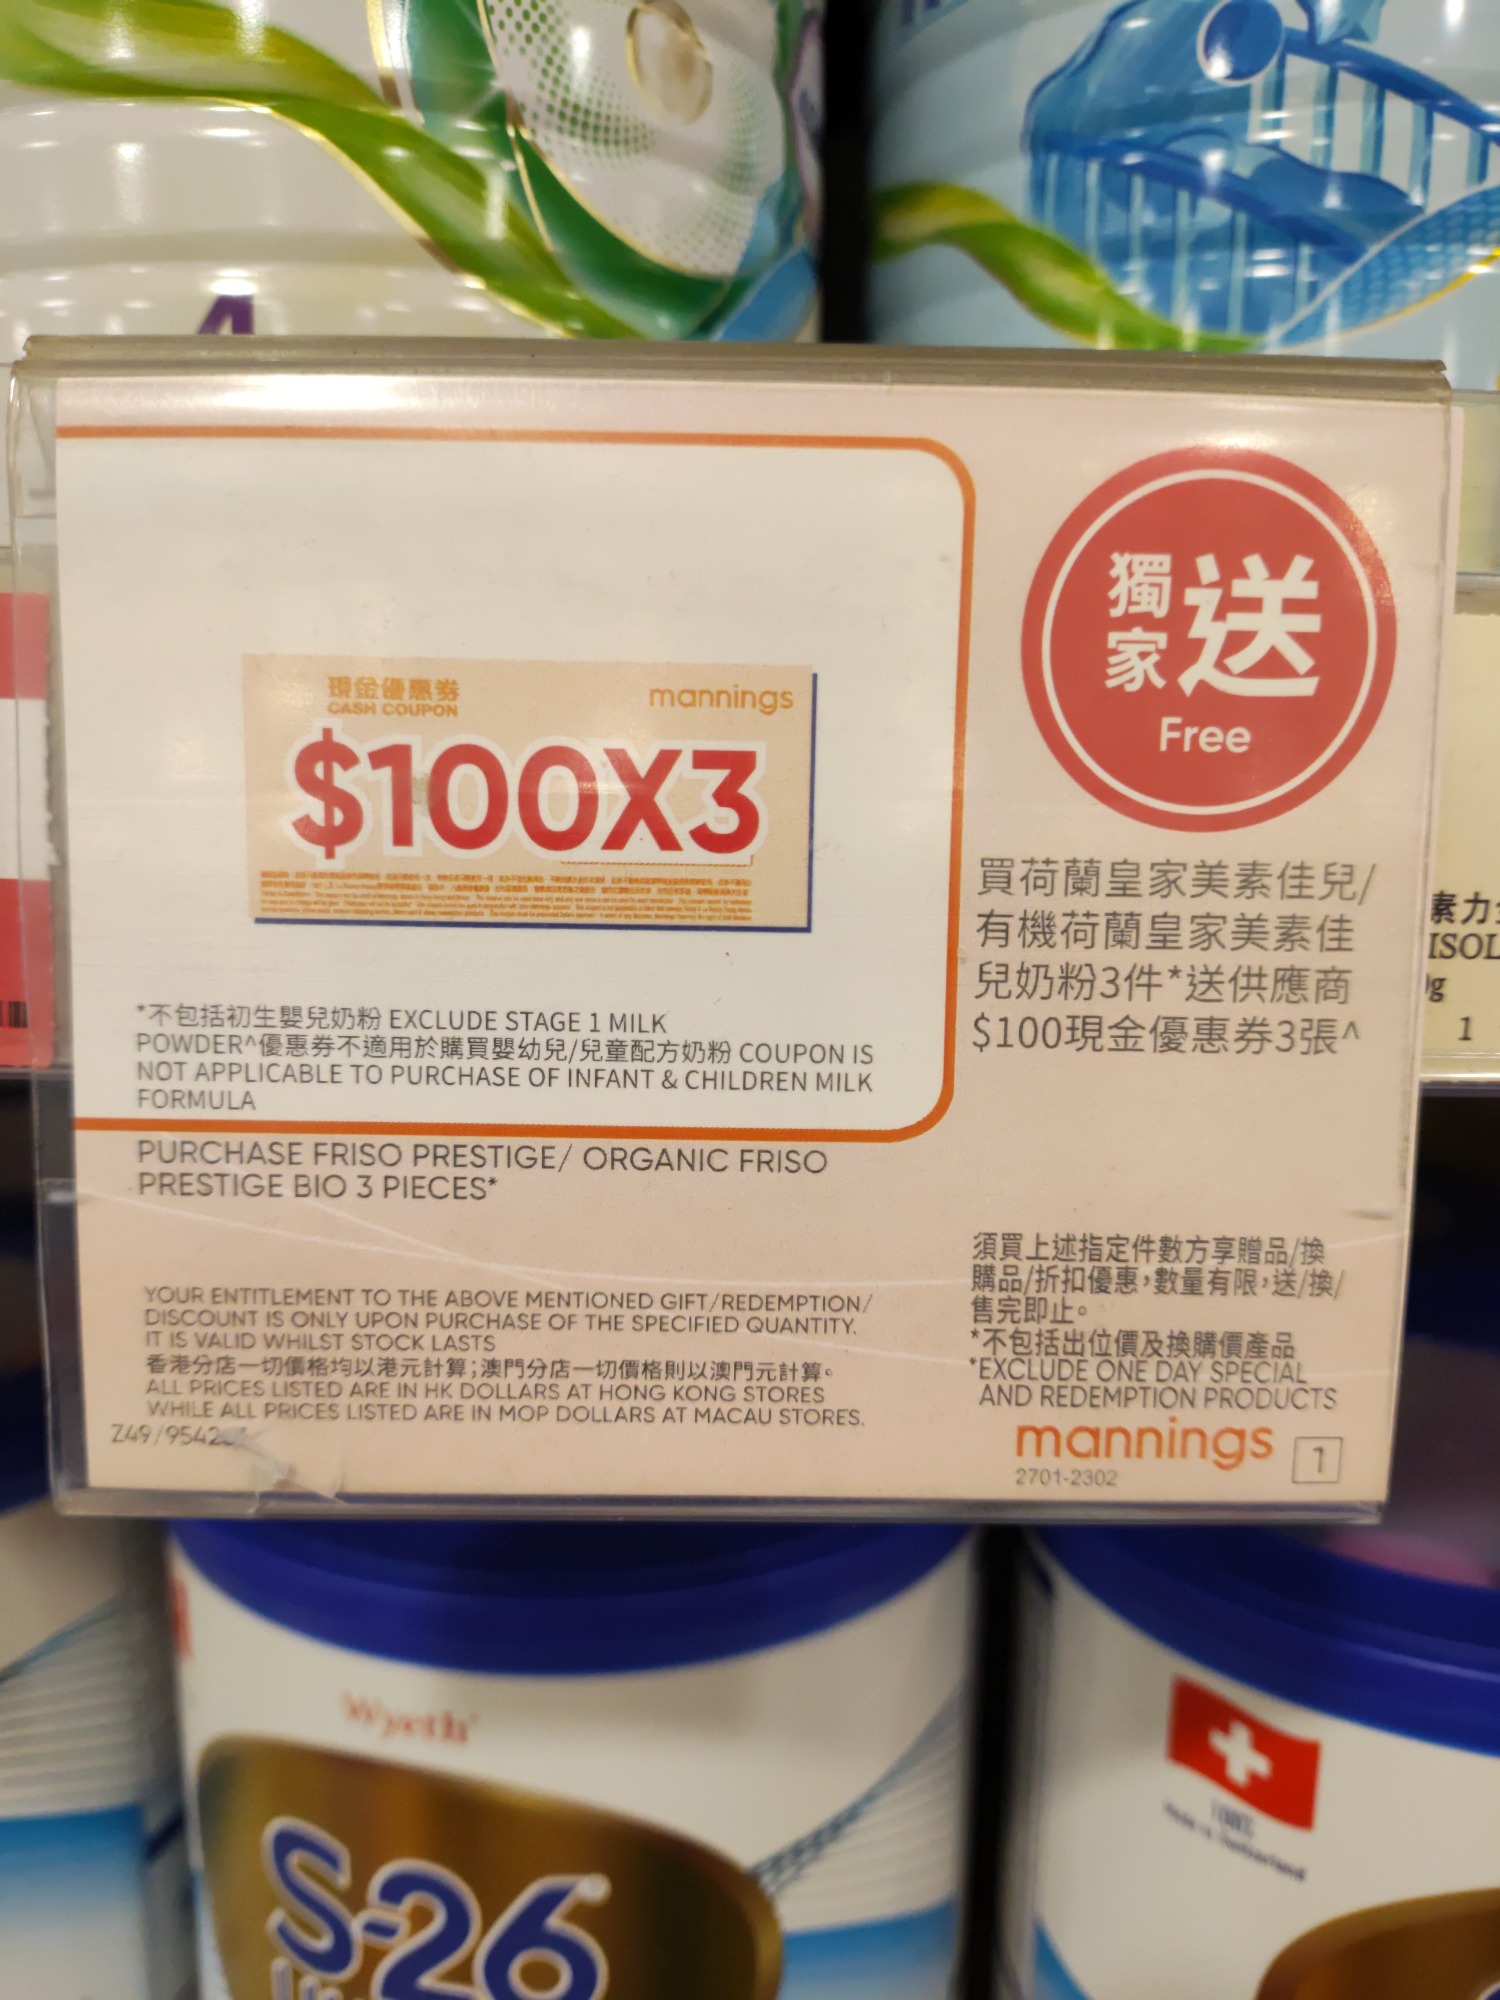 獨家
送
Free
現金優惠券
CASH COUPON
mannings
$100X3
買荷蘭皇家美素佳兒/
有機荷蘭皇家美素佳
兒奶粉3件*送供應商
$100現金優惠券3張^
*不包括初生嬰兒奶粉 EXCLUDE STAGE 1 MILK
POWDER^優惠券不適用於購買嬰幼兒/兒童配方奶粉 COUPON IS
NOT APPLICABLE TO PURCHASE OF INFANT & CHILDREN MILK
FORMULA
PURCHASE FRISO PRESTIGE/ ORGANIC FRISO
PRESTIGE BIO 3 PIECES*
YOUR ENTITLEMENT TO THE ABOVE MENTIONED GIFT/REDEMPTION/
DISCOUNT IS ONLY UPON PURCHASE OF THE SPECIFIED QUANTITY.
IT IS VALID WHILST STOCK LASTS
香港分店一切價格均以港元計算；澳門分店一切價格則以澳門元計算。
ALL PRICES LISTED ARE IN HK DOLLARS AT HONG KONG STORES
WHILE ALL PRICES LISTED ARE IN MOP DOLLARS AT MACAU STORES.
須買上述指定件數方享贈品/換
購品/折扣優惠，數量有限，送/換/
售完即止。
*不包括出位價及換購價產品
*EXCLUDE ONE DAY SPECIAL
AND REDEMPTION PRODUCTS
mannings
1
2701-2302
素力
ISOL
1
4
Wyeth
S-26
100%
Made in Switzerland